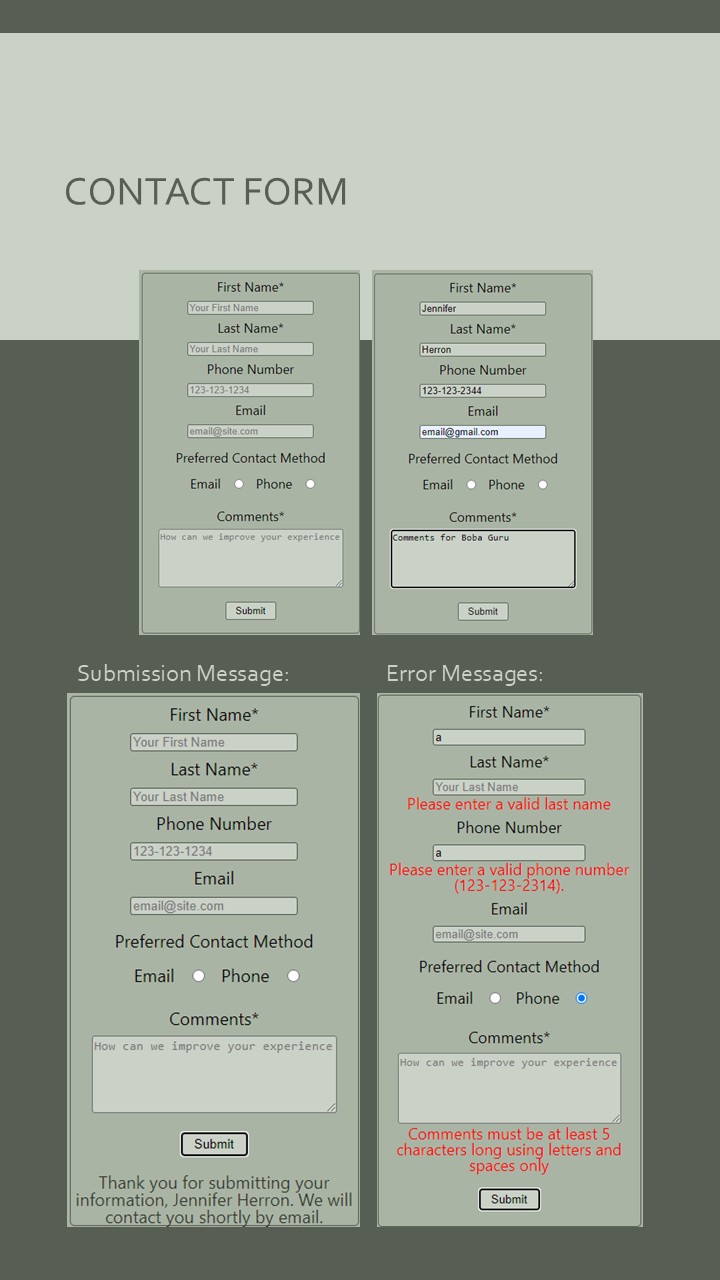 CONTACT FORM
First Name*
Your First Name
Last Name*
Your Last Name
Phone Number
123-123-1234
Email
email@site.com
Preferred Contact Method
Email Phone
Comments*
How can we improve your experience
Submit
First Name*
Jennifer
Last Name*
Herron
Phone Number
123-123-2344
Email
email@gmail.com
Preferred Contact Method
Email Phone
Comments*
Comments for Boba Guru
Submit
Submission Message:
First Name*
Your First Name
Last Name*
Your Last Name
Phone Number
123-123-1234
Email
email@site.com
Preferred Contact Method
Email Phone
Comments*
How can we improve your experience
Submit
Thank you for submitting your
information, Jennifer Herron. We will
contact you shortly by email.
Error Messages:
First Name*
a
Last Name*
Your Last Name
Please enter a valid last name
Phone Number
a
Please enter a valid phone number
(123-123-2314).
Email
email@site.com
Preferred Contact Method
Email Phone
Comments*
How can we improve your experience
Comments must be at least 5
characters long using letters and
spaces only
Submit